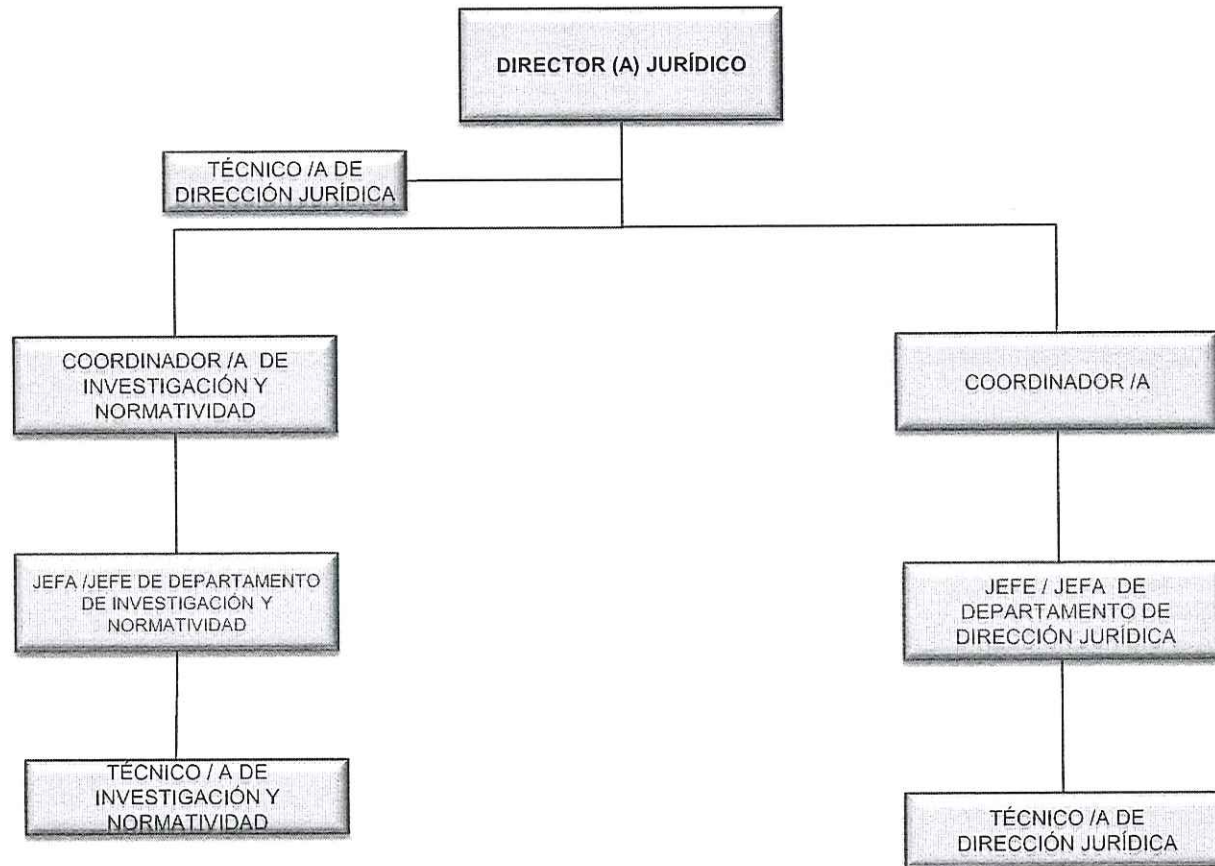 DIRECTOR (A) JURÍDICO
TÉCNICO /A DE
DIRECCIÓN JURÍDICA
COORDINADOR /A DE
INVESTIGACIÓN Y
NORMATIVIDAD
COORDINADOR /A
JEFA /JEFE DE DEPARTAMENTO
DE INVESTIGACIÓN Y
NORMATIVIDAD
JEFE / JEFA DE
DEPARTAMENTO DE
DIRECCIÓN JURÍDICA
TÉCNICO / A DE
INVESTIGACIÓN Y
NORMATIVIDAD
TÉCNICO /A DE
DIRECCIÓN JURÍDICA